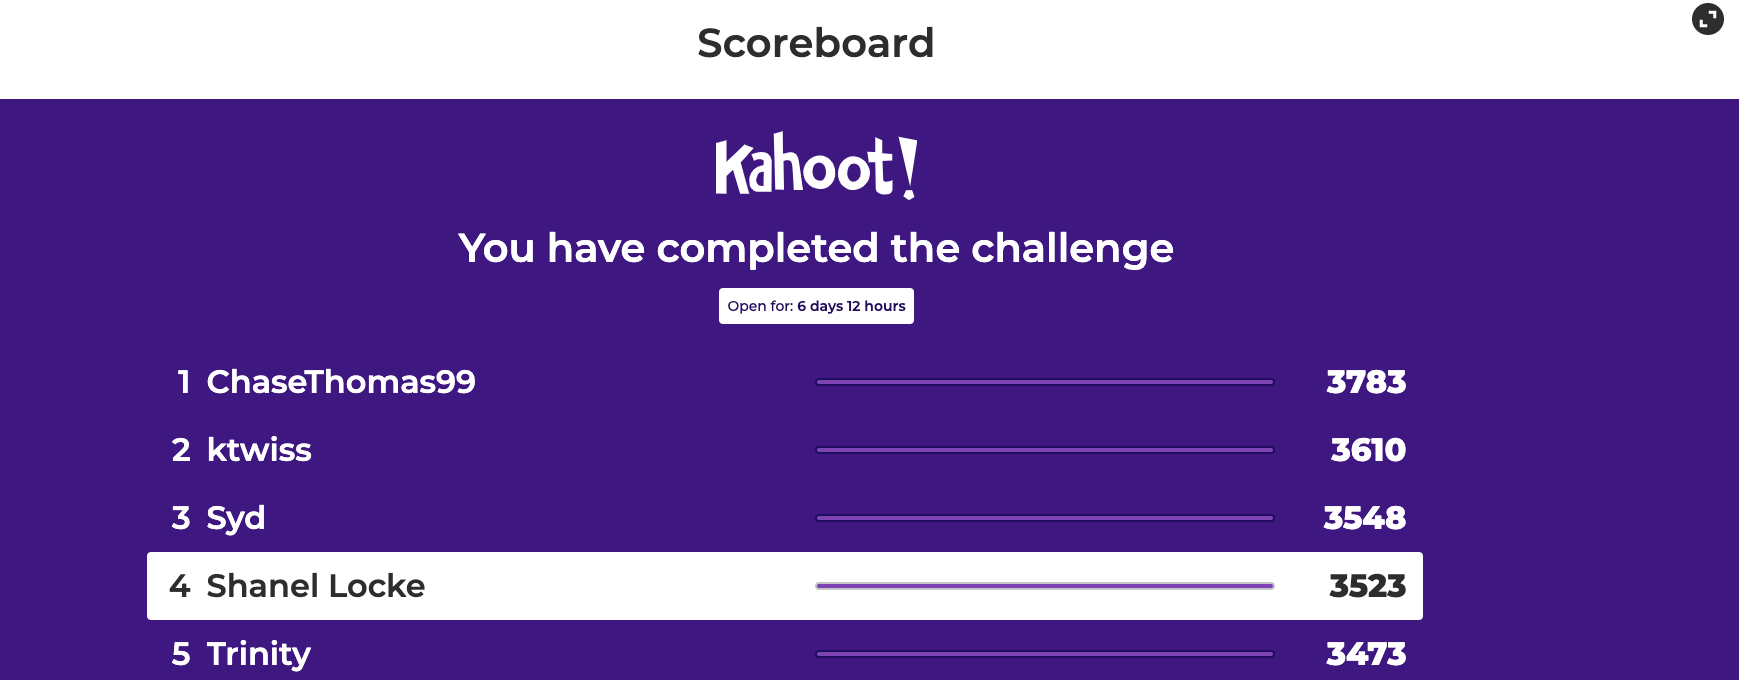 Scoreboard
Kahoot!
You have completed the challenge
Open for: 6 days 12 hours
1 ChaseThomas99 3783
2 ktwiss 3610
3 Syd 3548
4 Shanel Locke 3523
5 Trinity 3473